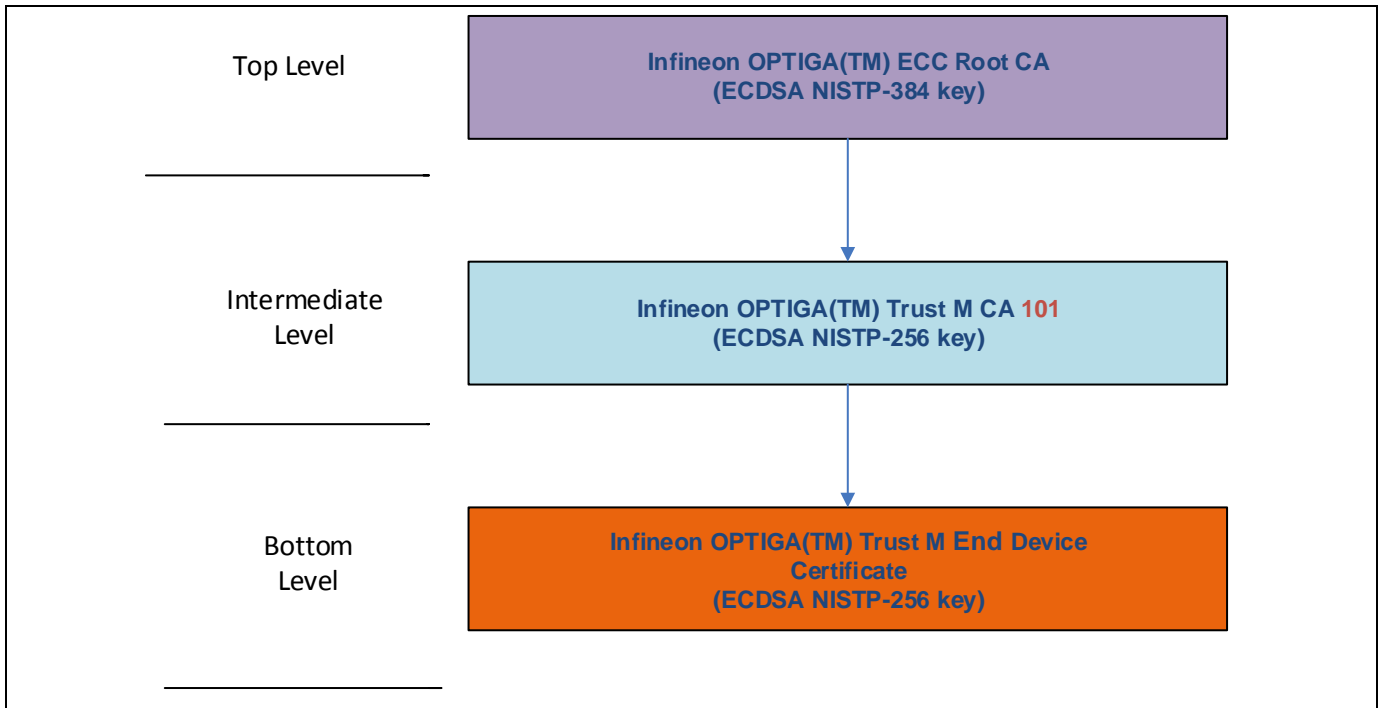 Top Level
Infineon OPTIGA(TM) ECC Root CA
(ECDSA NISTP-384 key)
Intermediate
Level
Infineon OPTIGA(TM) Trust M CA 101
(ECDSA NISTP-256 key)
Bottom
Level
Infineon OPTIGA(TM) Trust M End Device
Certificate
(ECDSA NISTP-256 key)